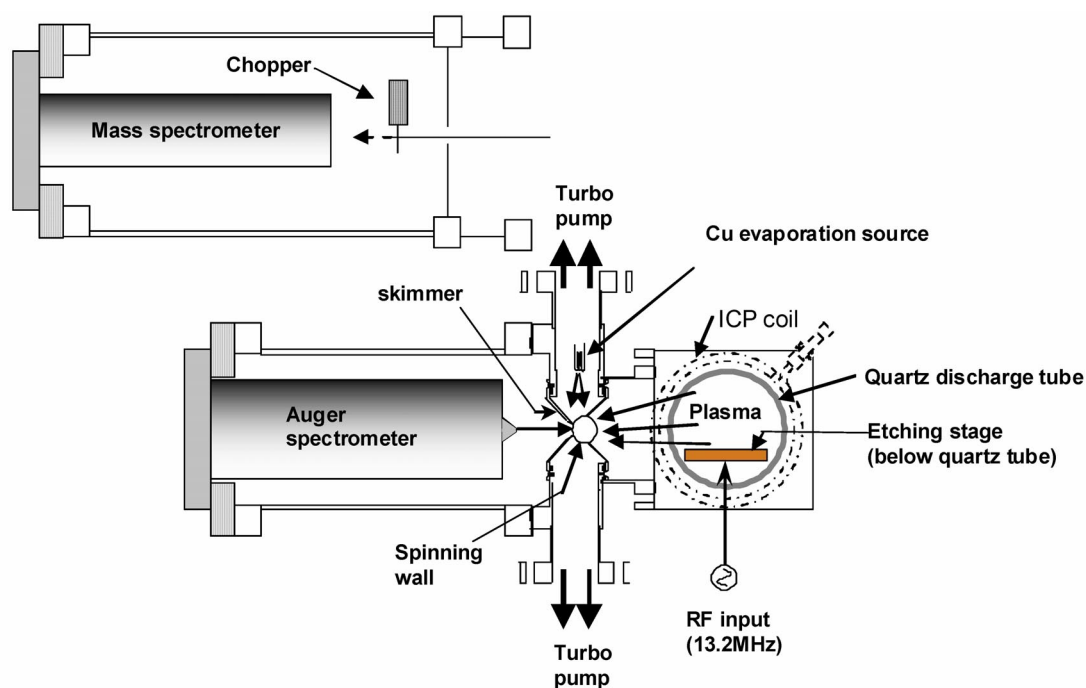 Chopper
Mass spectrometer
Turbo
pump
Cu evaporation source
skimmer
ICP coil
Quartz discharge tube
Plasma
Auger
spectrometer
Etching stage
(below quartz tube)
Spinning
wall
RF input
(13.2MHz)
Turbo
pump